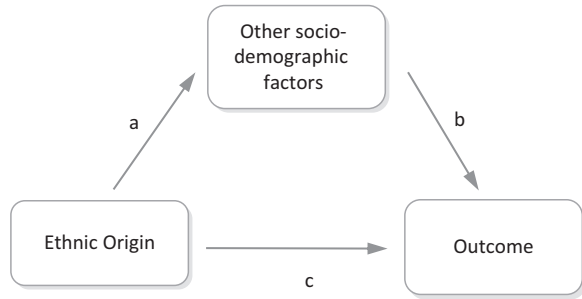 Other socio-
demographic
factors
a
b
Ethnic Origin
Outcome
c